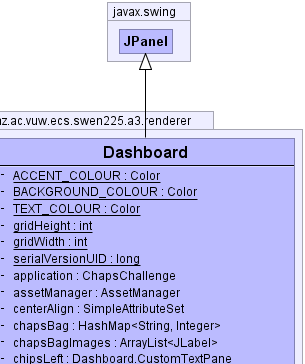 javax.swing
JPanel
nz.ac.vuw.ecs.swen225.a3.renderer
Dashboard
- ACCENT_COLOUR : Color
- BACKGROUND_COLOUR : Color
- TEXT_COLOUR : Color
- gridHeight : int
- gridWidth : int
- serialVersionUID : long
- application : ChapsChallenge
- assetManager : AssetManager
- centerAlign : SimpleAttributeSet
- chapsBag : HashMap<String, Integer>
- chapsBagImages : ArrayList<JLabel>
- chipsLeft : Dashboard.CustomTextPane